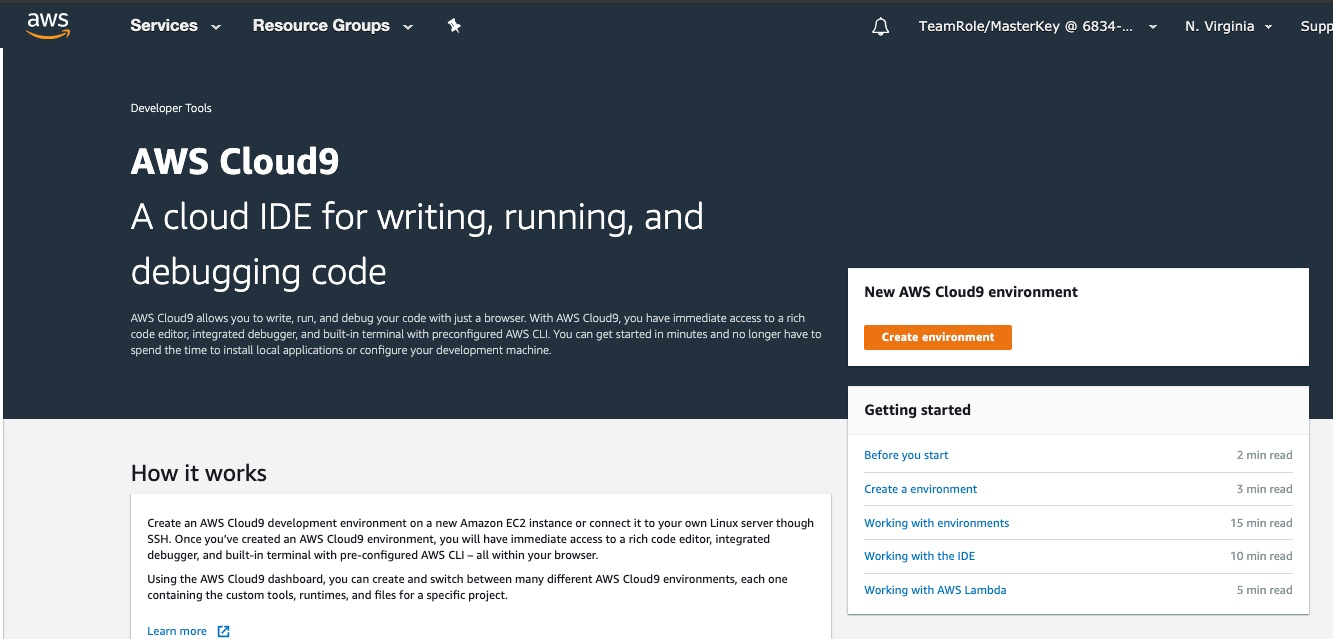 aws Services Resource Groups TeamRole/MasterKey @ 6834-... N. Virginia Supp
Developer Tools
AWS Cloud9
A cloud IDE for writing, running, and
debugging code
AWS Cloud9 allows you to write, run, and debug your code with just a browser. With AWS Cloud9, you have immediate access to a rich
code editor, integrated debugger, and built-in terminal with preconfigured AWS CLI. You can get started in minutes and no longer have to
spend the time to install local applications or configure your development machine.
New AWS Cloud9 environment
Create environment
Getting started
Before you start 2 min read
Create a environment 3 min read
Working with environments 15 min read
Working with the IDE 10 min read
Working with AWS Lambda 5 min read
How it works
Create an AWS Cloud9 development environment on a new Amazon EC2 instance or connect it to your own Linux server though
SSH. Once you've created an AWS Cloud9 environment, you will have immediate access to a rich code editor, integrated
debugger, and built-in terminal with pre-configured AWS CLI – all within your browser.
Using the AWS Cloud9 dashboard, you can create and switch between many different AWS Cloud9 environments, each one
containing the custom tools, runtimes, and files for a specific project.
Learn more